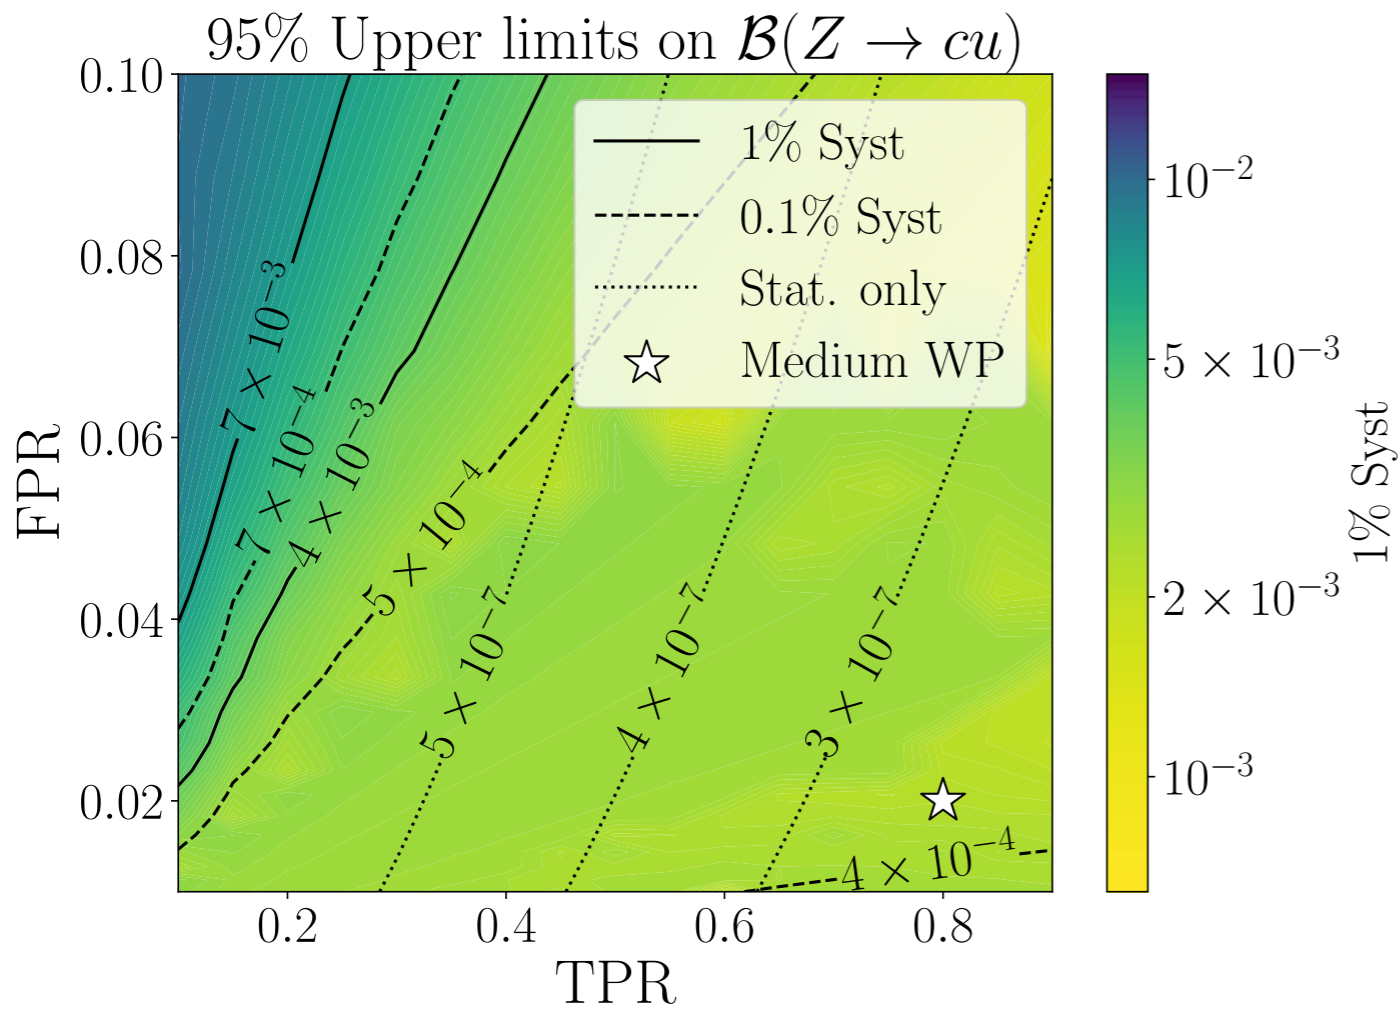 95% Upper limits on ℬ(Z → cu)
0.10
0.08
0.06
0.04
0.02
FPR
0.2
0.4
0.6
0.8
TPR
1% Syst
0.1% Syst
Stat. only
Medium WP
7 × 10⁻³
7 × 10⁻⁴
4 × 10⁻³
5 × 10⁻⁴
5 × 10⁻⁷
4 × 10⁻⁷
3 × 10⁻⁷
4 × 10⁻⁴
10⁻²
5 × 10⁻³
2 × 10⁻³
10⁻³
1% Syst